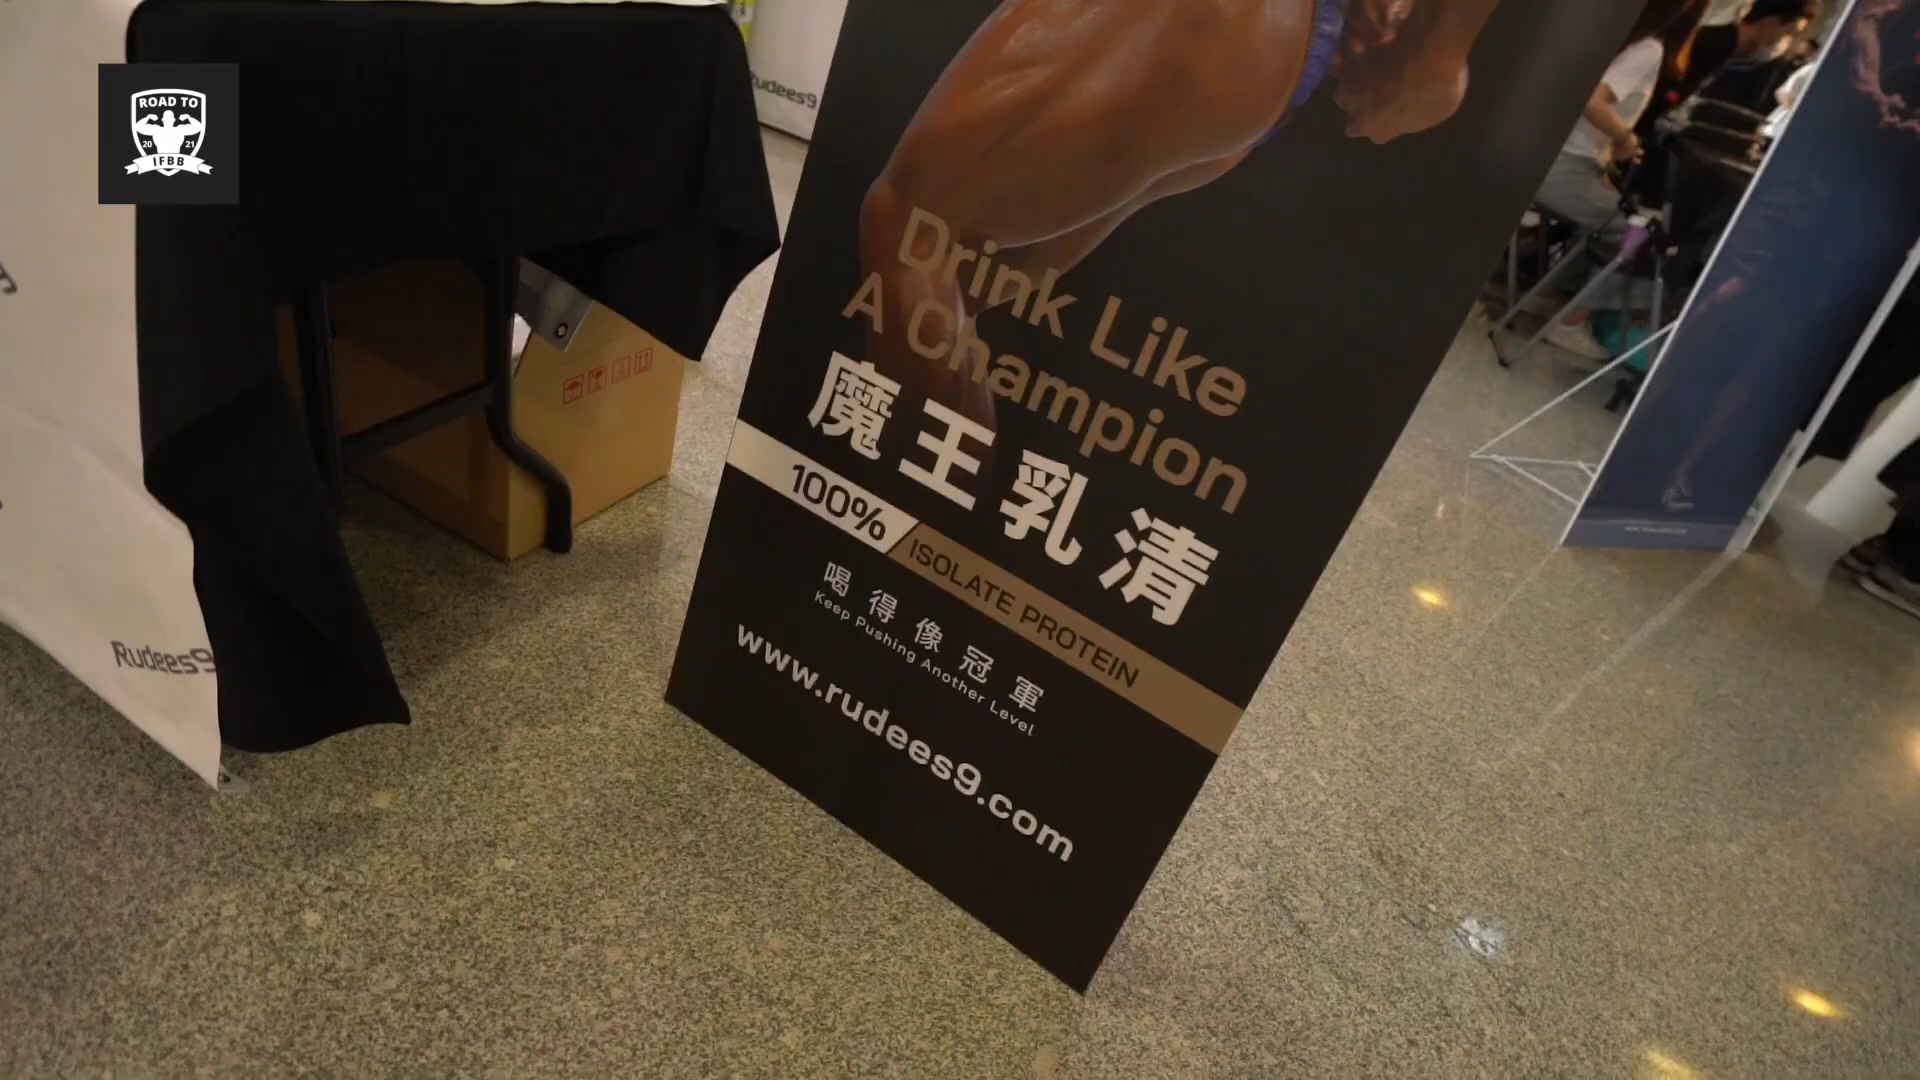 ROAD TO
20 21
IFBB
Rudees9
Drink Like
A Champion
魔王乳清
100% ISOLATE PROTEIN
喝得像冠軍
Keep Pushing Another Level
www.rudees9.com
Rudees9